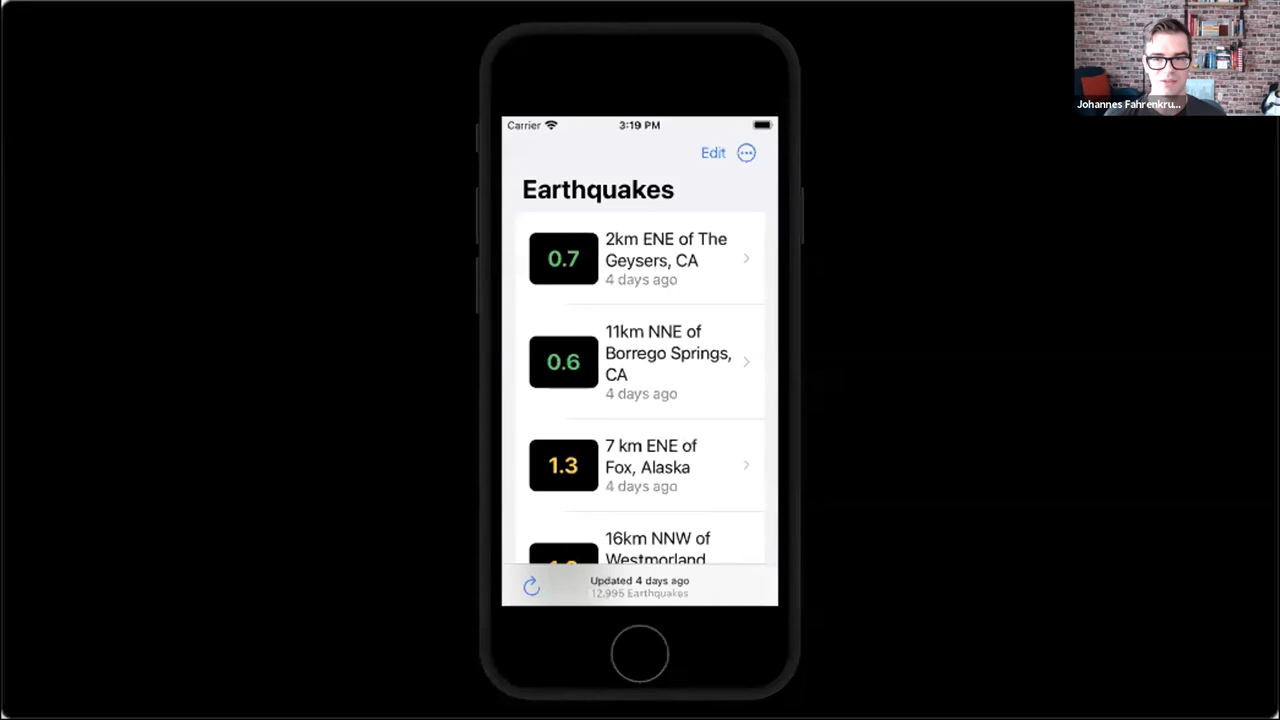 Johannes Fahrenkru...
Carrier
3:19 PM
Edit
Earthquakes
0.7
2km ENE of The
Geysers, CA
4 days ago
0.6
11km NNE of
Borrego Springs,
CA
4 days ago
1.3
7 km ENE of
Fox, Alaska
4 days ago
16km NNW of
Westmorland
Updated 4 days ago
12,995 Earthquakes